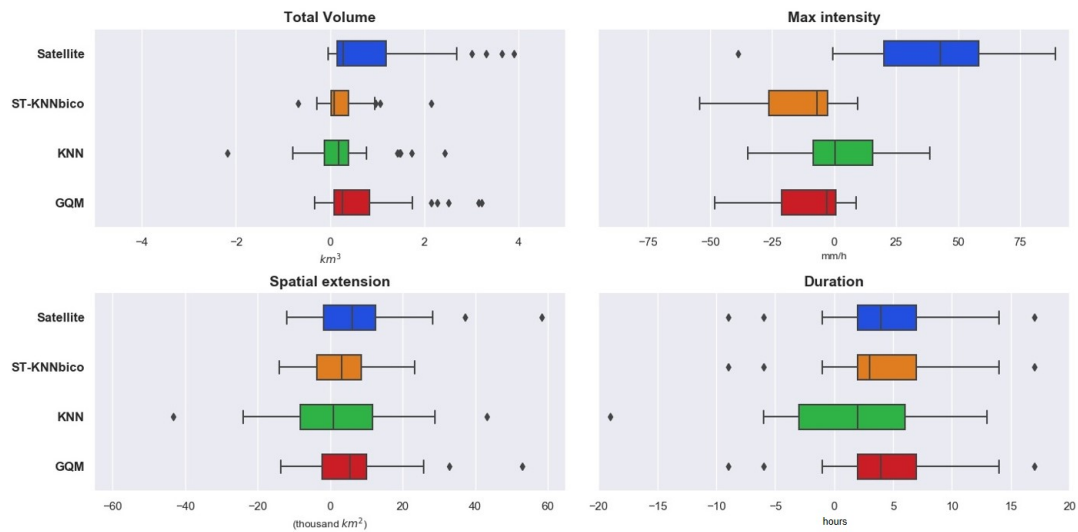 Total Volume
Max intensity
Satellite
ST-KNNbico
KNN
GQM
−4 −2 0 2 4
km³
−75 −50 −25 0 25 50 75
mm/h
Spatial extension
Duration
Satellite
ST-KNNbico
KNN
GQM
−60 −40 −20 0 20 40 60
(thousand km²)
−20 −15 −10 −5 0 5 10 15 20
hours